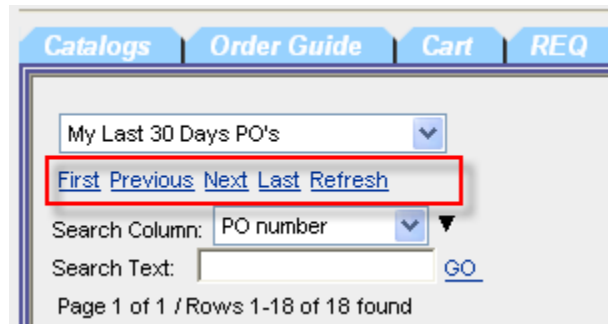 Catalogs Order Guide Cart REQ
My Last 30 Days PO's
First Previous Next Last Refresh
Search Column: PO number
Search Text: GO
Page 1 of 1 / Rows 1-18 of 18 found